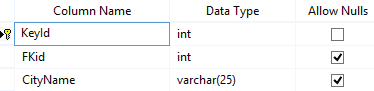 Column Name Data Type Allow Nulls
KeyId int
FKid int
CityName varchar(25)